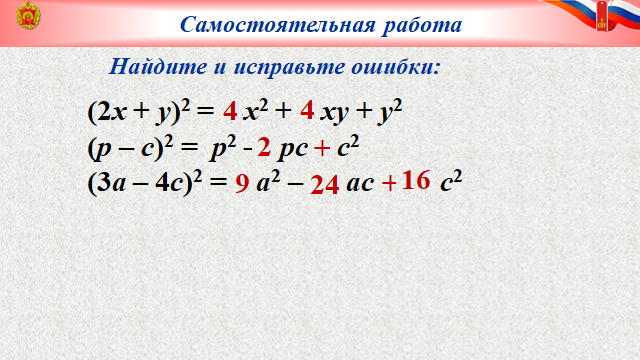 Самостоятельная работа
Найдите и исправьте ошибки:
(2x + y)² = 4 x² + 4 xy + y²
(p – c)² = p² - 2 pc + c²
(3a – 4c)² = 9 a² – 24 ac + 16 c²